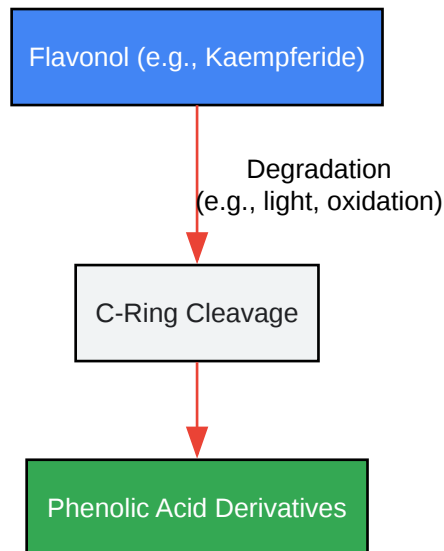 Flavonol (e.g., Kaempferide)
Degradation
(e.g., light, oxidation)
C-Ring Cleavage
Phenolic Acid Derivatives